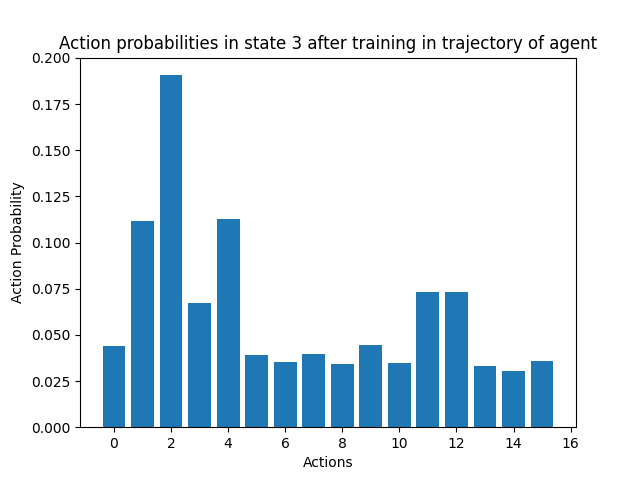 Action probabilities in state 3 after training in trajectory of agent
0.200
0.175
0.150
0.125
0.100
0.075
0.050
0.025
0.000
Action Probability
0 2 4 6 8 10 12 14 16
Actions